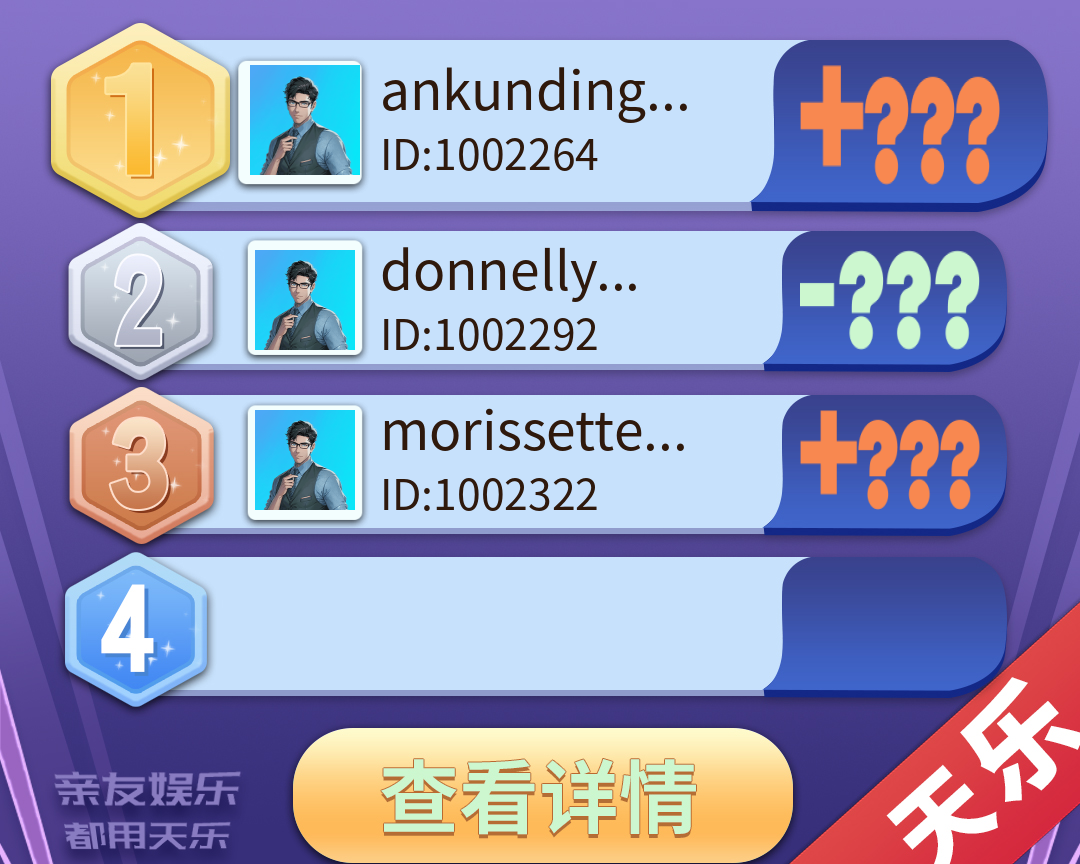 1
ankunding...
ID:1002264
+???
2
donnelly...
ID:1002292
-???
3
morissette...
ID:1002322
+???
4
查看详情
亲友娱乐
都用天乐
天乐